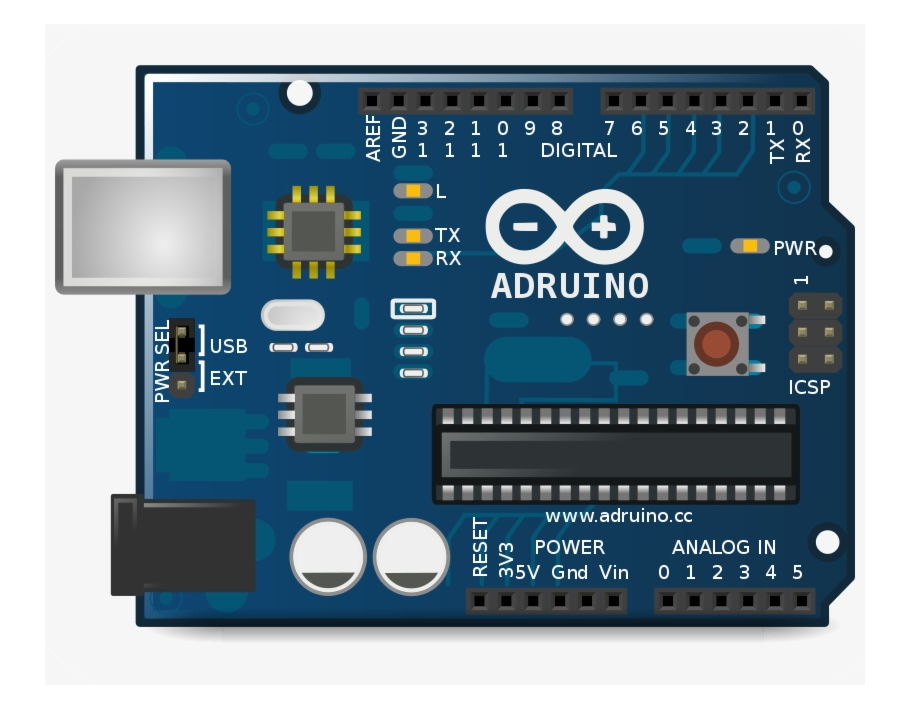 AREF GND 13 12 11 10 9 8 7 6 5 4 3 2 1 0
DIGITAL TX RX
L
TX
RX
- +
ADRUINO
PWR
1
ICSP
PWR SEL
USB
EXT
www.adruino.cc
RESET 3V3 POWER ANALOG IN
5V Gnd Vin 0 1 2 3 4 5